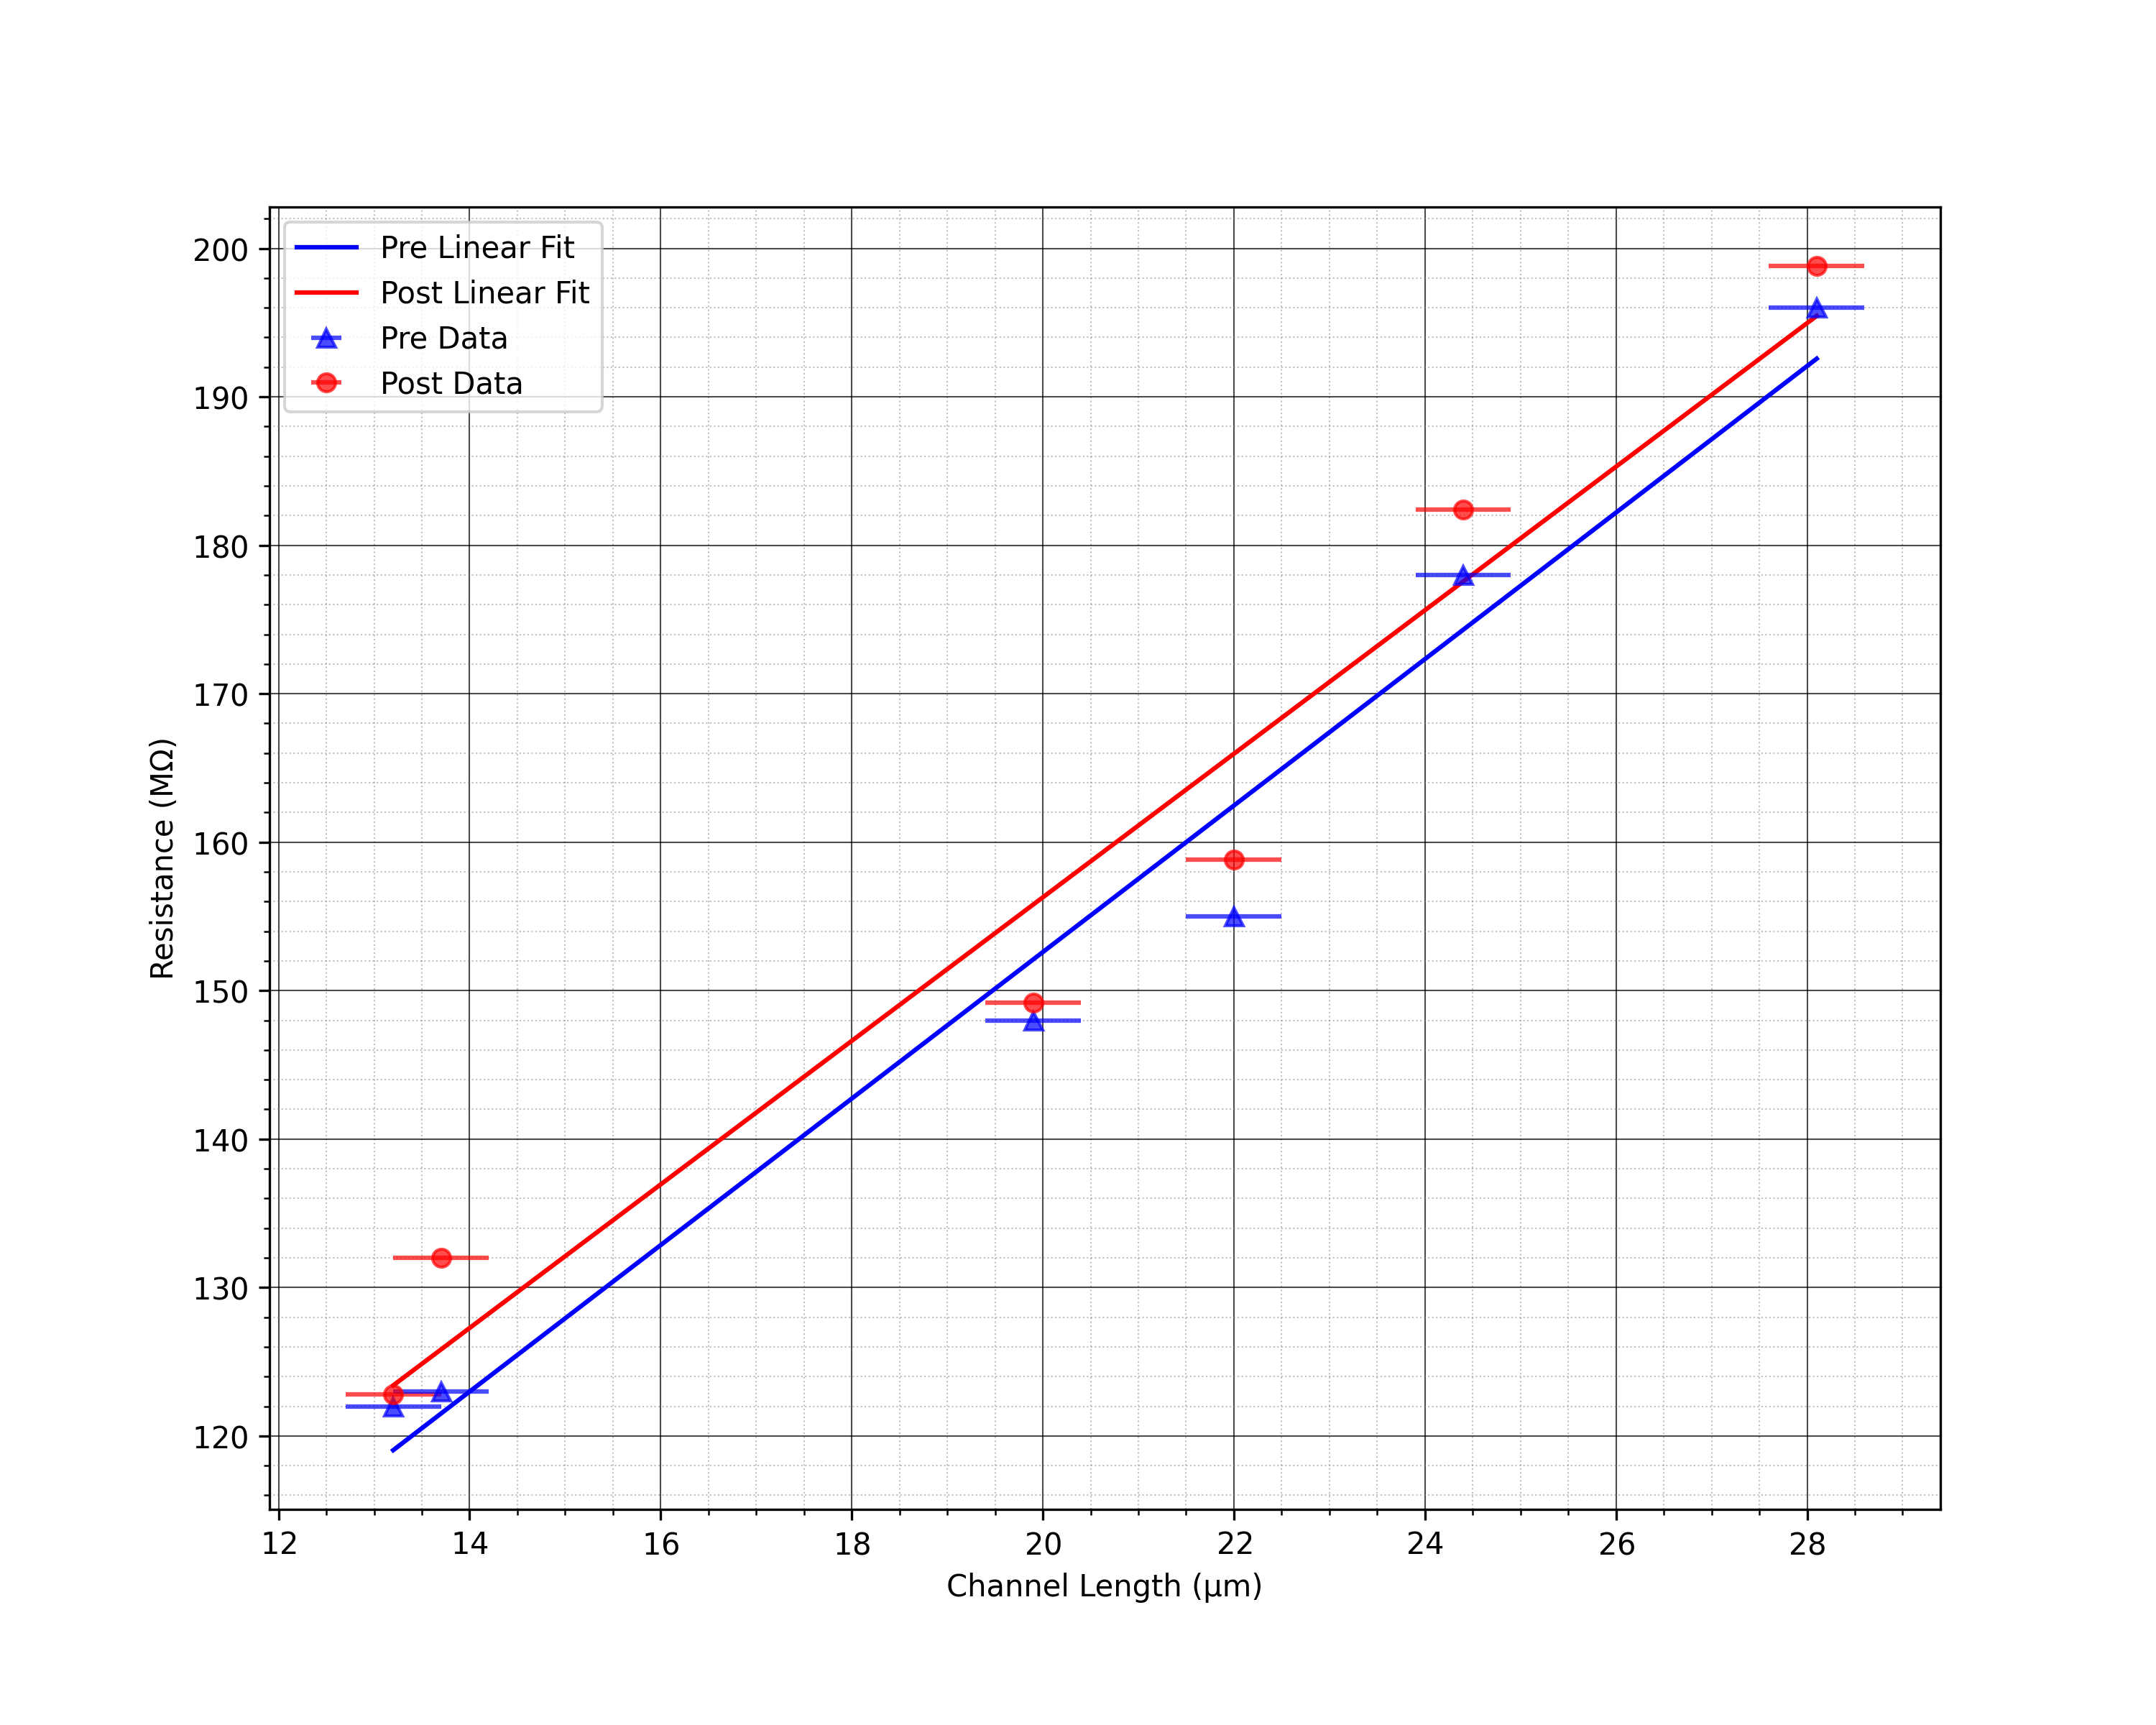 Pre Linear Fit
Post Linear Fit
Pre Data
Post Data
200
190
180
170
160
150
140
130
120
Resistance (MΩ)
12 14 16 18 20 22 24 26 28
Channel Length (μm)